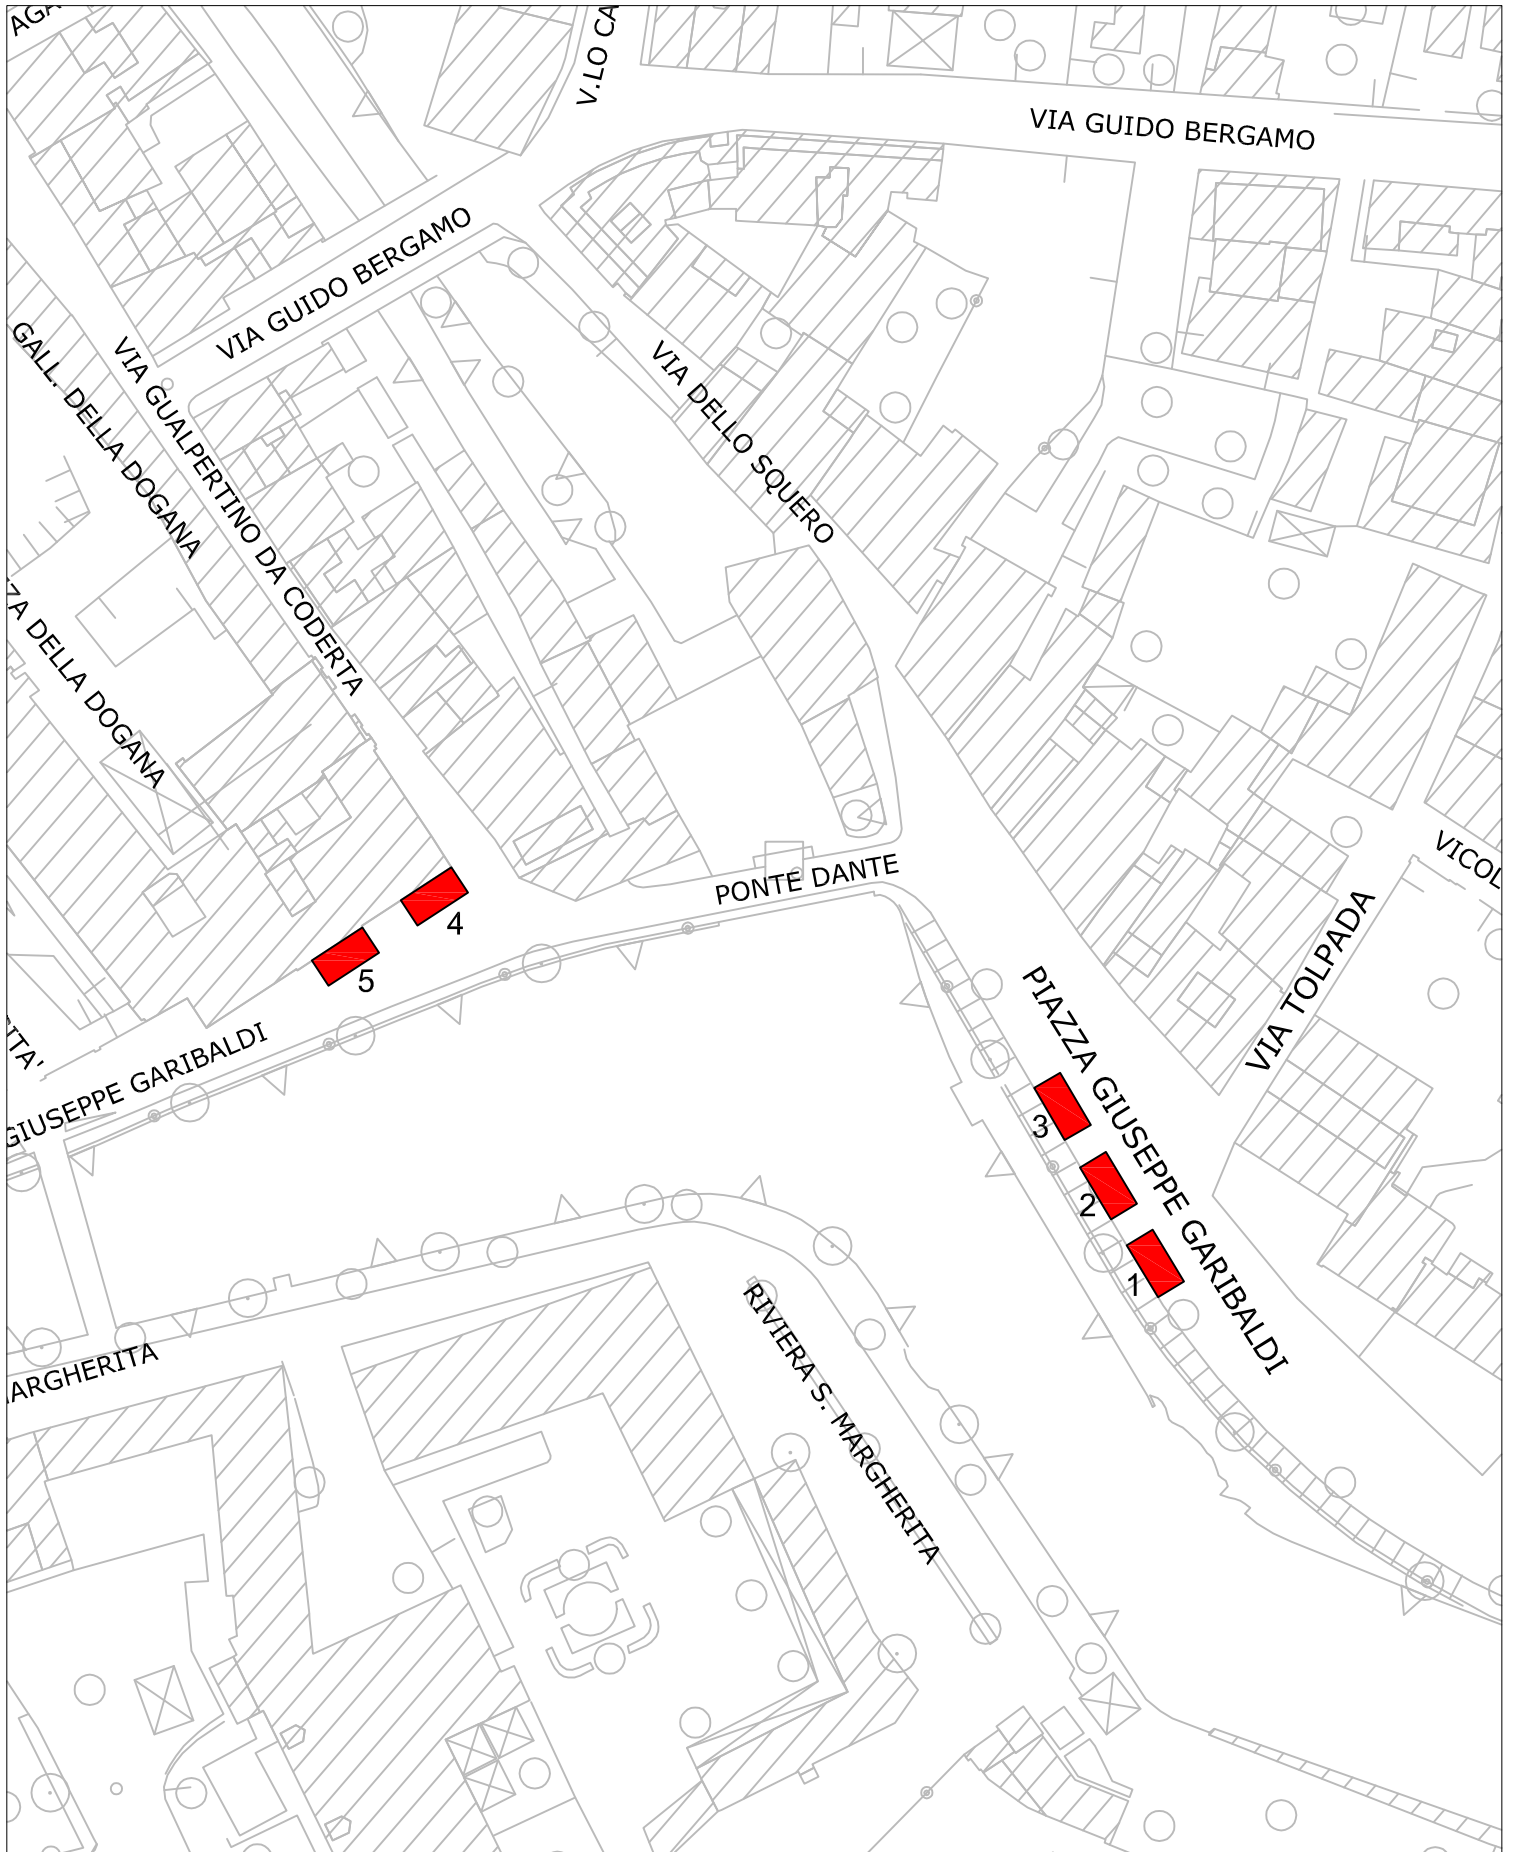 AGA
V.LO CA
VIA GUIDO BERGAMO
VIA GUIDO BERGAMO
GALL. DELLA DOGANA
VIA GUALPERTINO DA CODERTA
VIA DELLO SQUERO
ZA DELLA DOGANA
VICOL
PONTE DANTE
VIA TOLPADA
4
5
PIAZZA GIUSEPPE GARIBALDI
ITA'
GIUSEPPE GARIBALDI
3
2
1
RIVIERA S. MARGHERITA
MARGHERITA